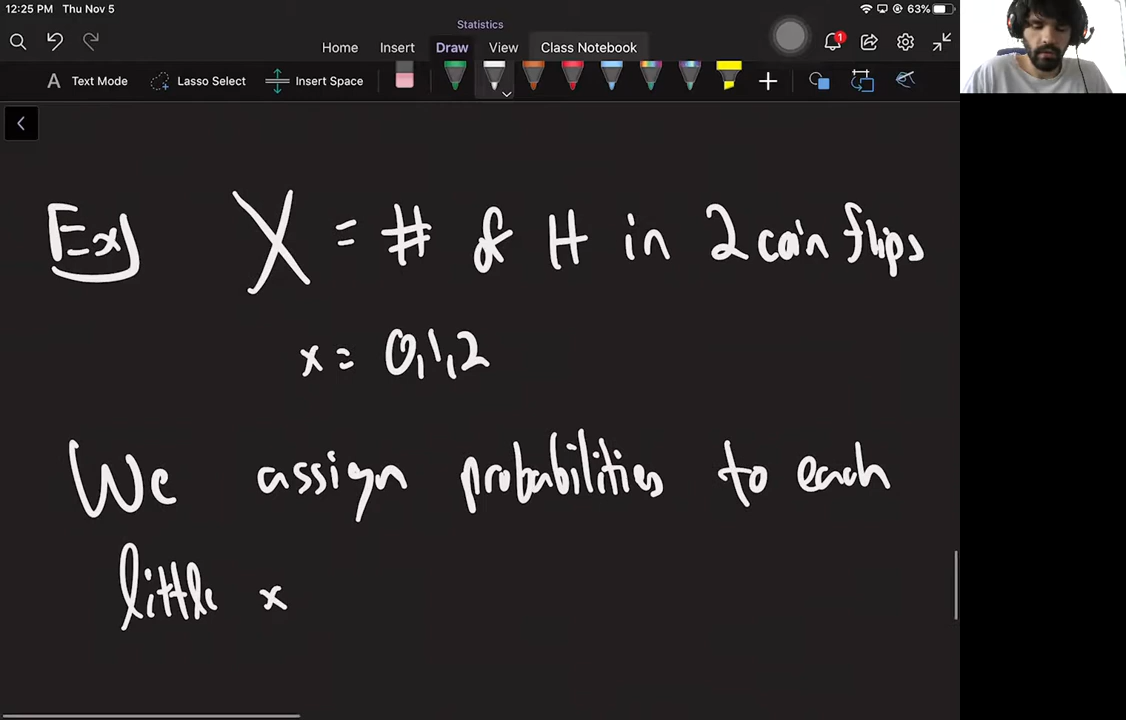 12:25 PM Thu Nov 5
63%
Statistics
Home Insert Draw View Class Notebook
1
A Text Mode Lasso Select Insert Space
Ex) X = # of H in 2 coin flips
x = 0,1,2
We assign probabilities to each
little x